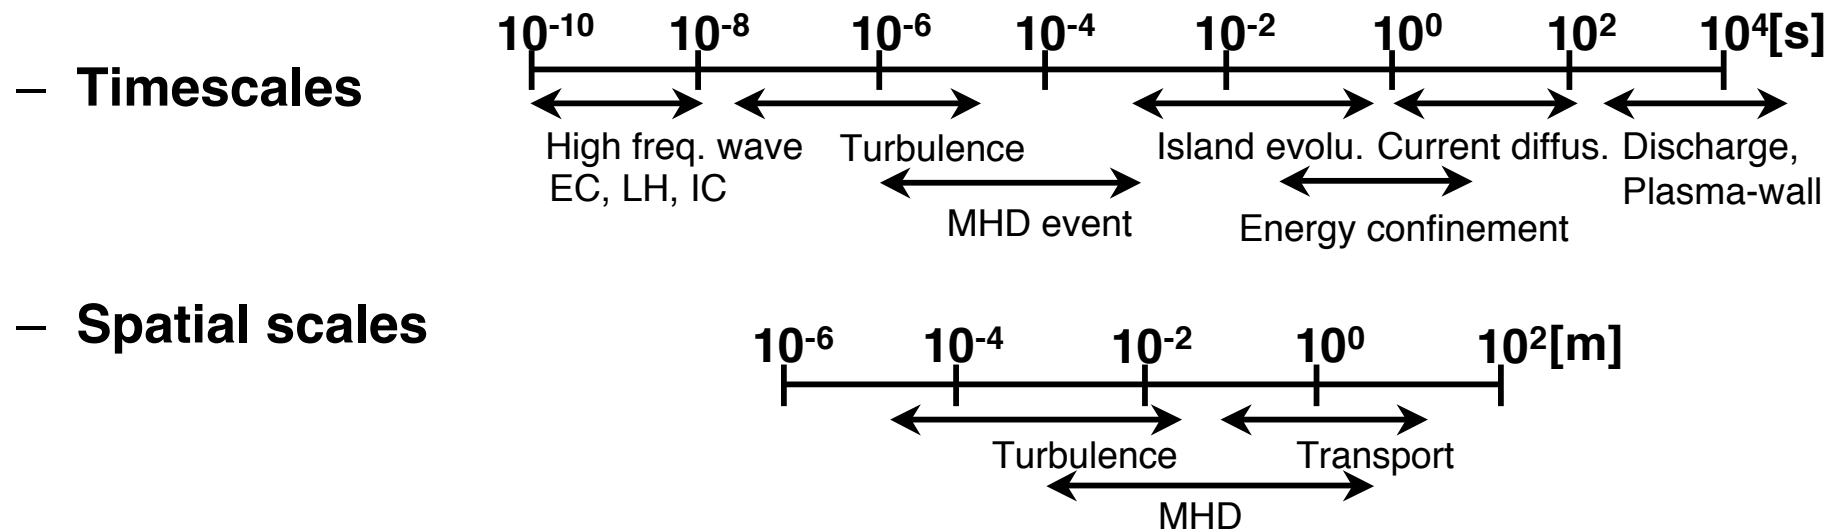 10⁻¹⁰ 10⁻⁸ 10⁻⁶ 10⁻⁴ 10⁻² 10⁰ 10² 10⁴[s]
– Timescales
High freq. wave Turbulence Island evolu. Current diffus. Discharge,
EC, LH, IC Plasma-wall
MHD event Energy confinement
– Spatial scales
10⁻⁶ 10⁻⁴ 10⁻² 10⁰ 10²[m]
Turbulence Transport
MHD